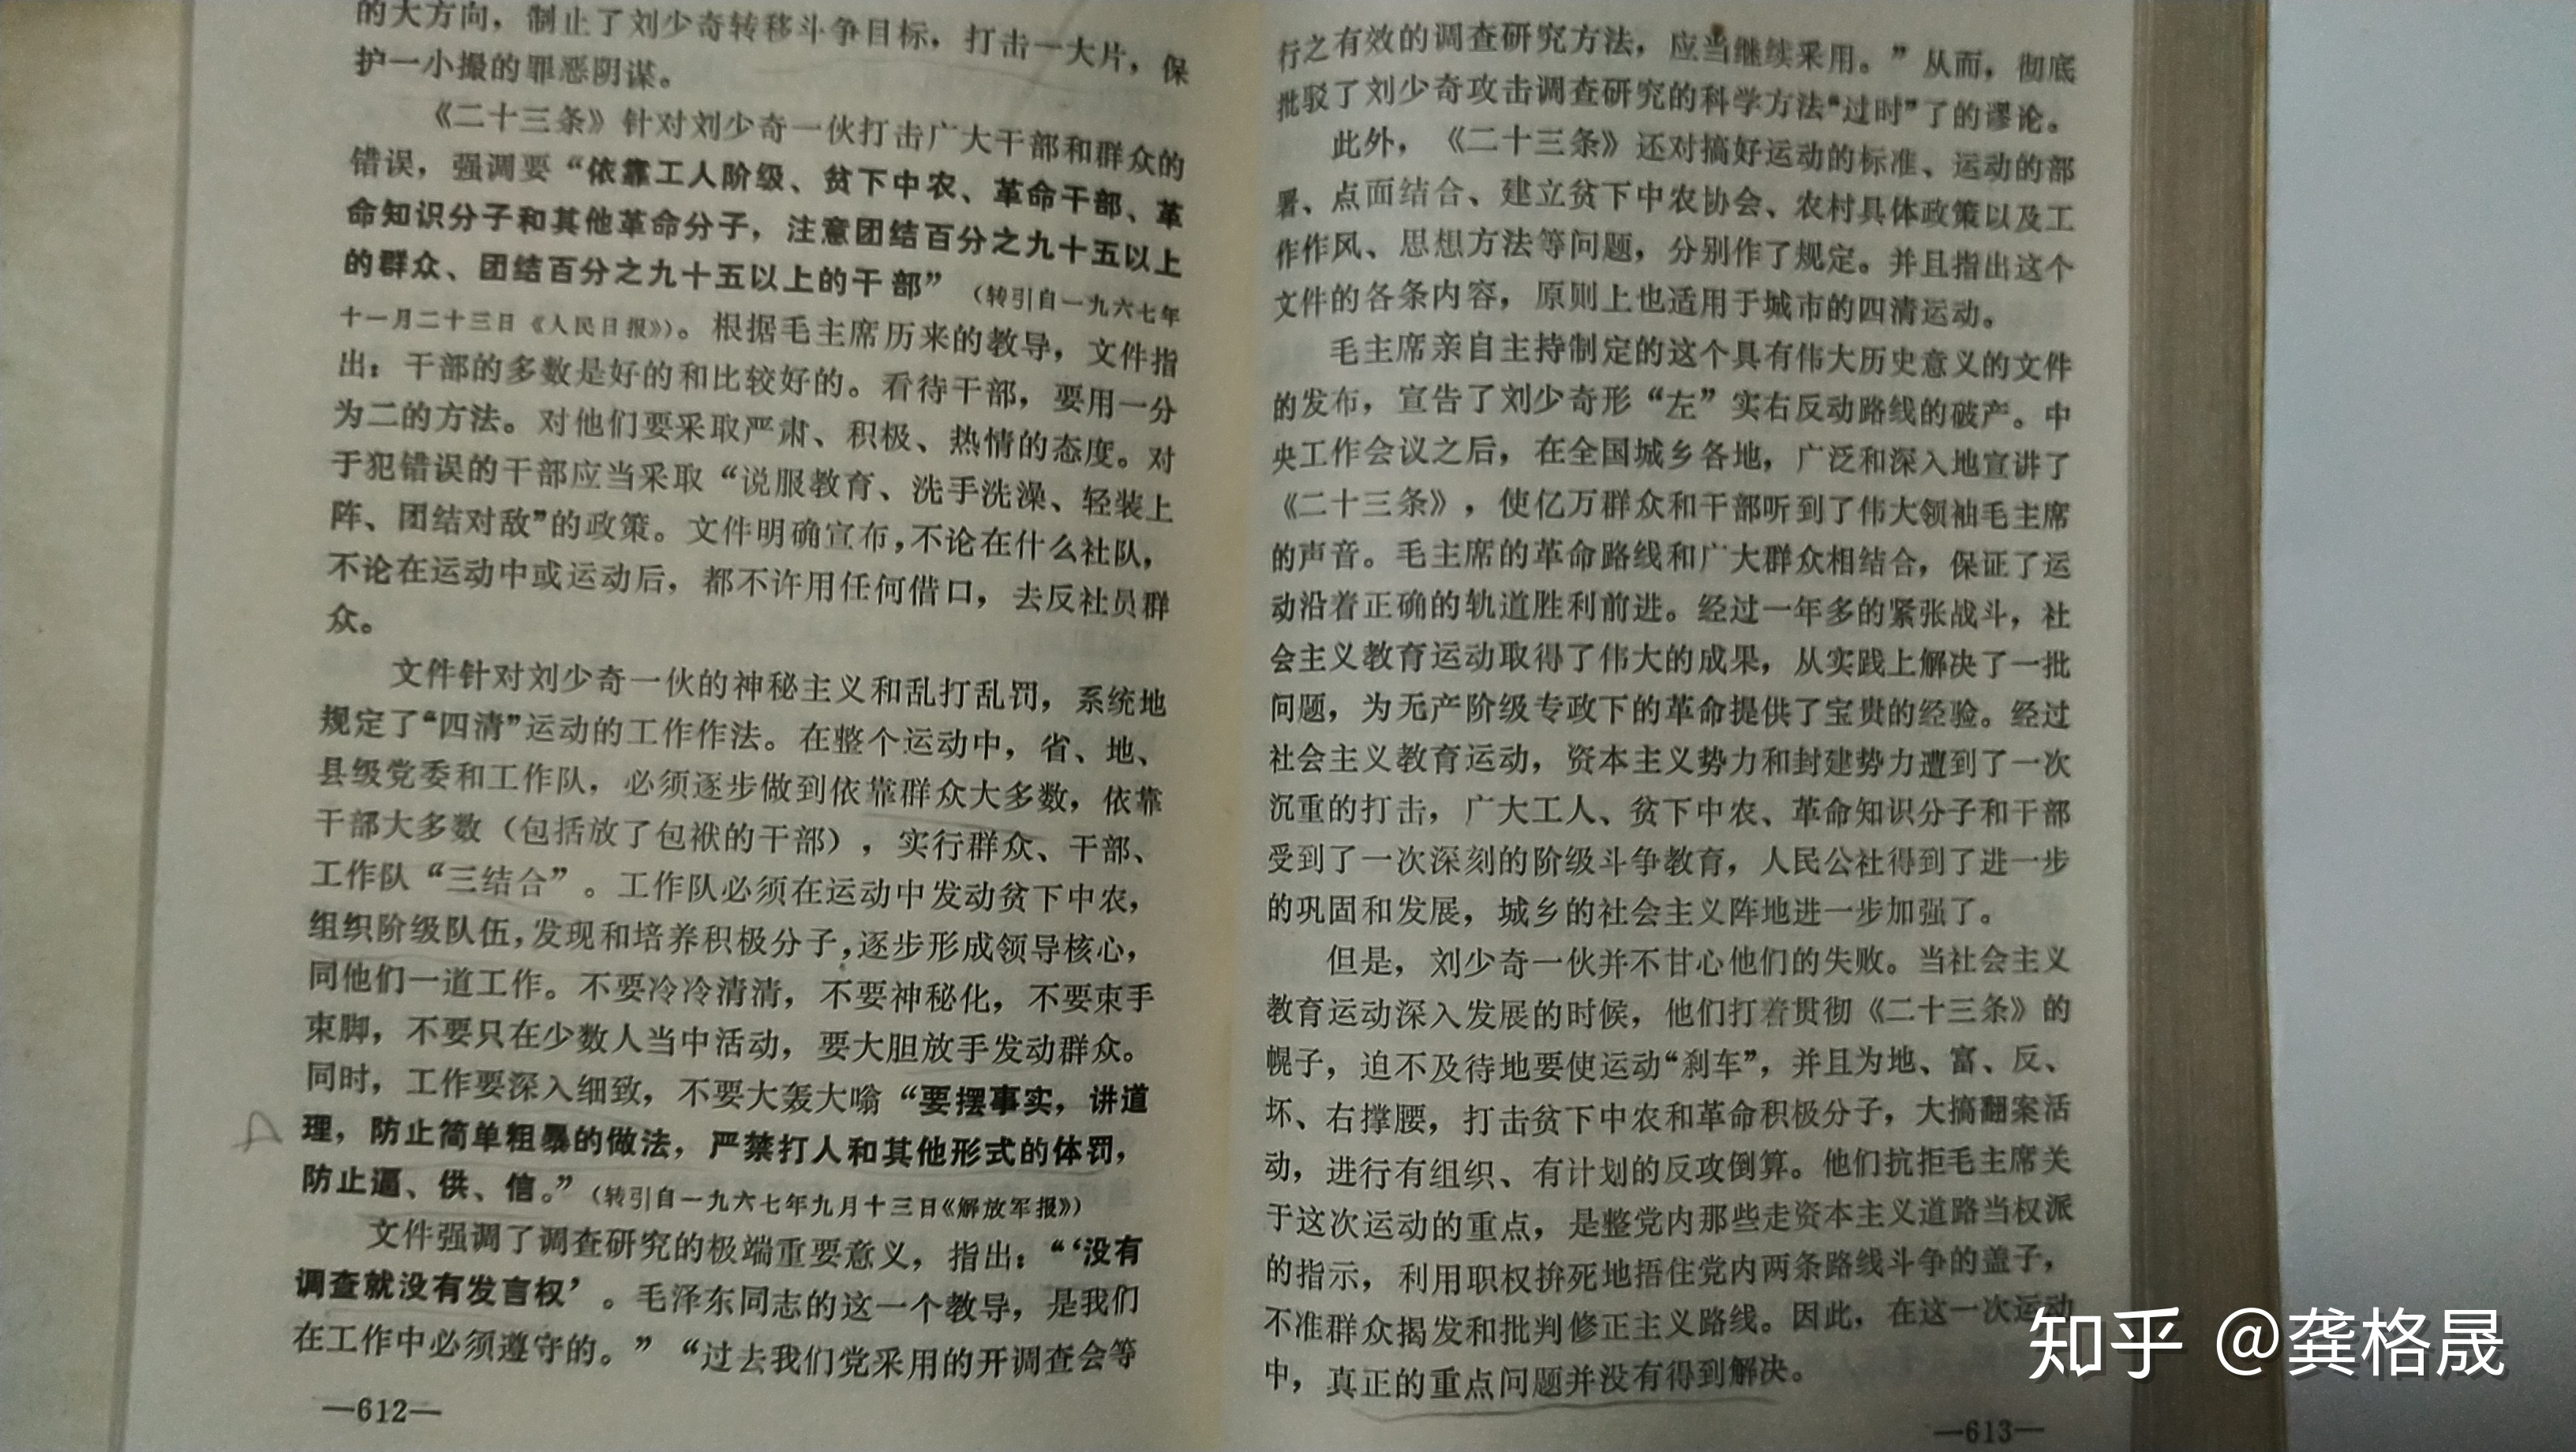 的大方向，制止了刘少奇转移斗争目标，打击一大片，保
护一小撮的罪恶阴谋。
《二十三条》针对刘少奇一伙打击广大干部和群众的
错误，强调要“依靠工人阶级、贫下中农、革命干部、革
命知识分子和其他革命分子，注意团结百分之九十五以上
的群众、团结百分之九十五以上的干部”（转引自一九六七年
十一月二十三日《人民日报》）。根据毛主席历来的教导，文件指
出：干部的多数是好的和比较好的。看待干部，要用一分
为二的方法。对他们要采取严肃、积极、热情的态度。对
于犯错误的干部应当采取“说服教育、洗手洗澡、轻装上
阵、团结对敌”的政策。文件明确宣布，不论在什么社队，
不论在运动中或运动后，都不许用任何借口，去反社员群
众。
文件针对刘少奇一伙的神秘主义和乱打乱罚，系统地
规定了“四清”运动的工作作法。在整个运动中，省、地、
县级党委和工作队，必须逐步做到依靠群众大多数，依靠
干部大多数（包括放了包袱的干部），实行群众、干部、
工作队“三结合”。工作队必须在运动中发动贫下中农，
组织阶级队伍，发现和培养积极分子，逐步形成领导核心，
同他们一道工作。不要冷冷清清，不要神秘化，不要束手
束脚，不要只在少数人当中活动，要大胆放手发动群众。
同时，工作要深入细致，不要大轰大嗡“要摆事实，讲道
理，防止简单粗暴的做法，严禁打人和其他形式的体罚，
防止逼、供、信。”（转引自一九六七年九月十三日《解放军报》）
文件强调了调查研究的极端重要意义，指出：“‘没有
调查就没有发言权’。毛泽东同志的这一个教导，是我们
在工作中必须遵守的。”“过去我们党采用的开调查会等
—612—
行之有效的调查研究方法，应当继续采用。”从而，彻底
批驳了刘少奇攻击调查研究的科学方法“过时”了的谬论。
此外，《二十三条》还对搞好运动的标准、运动的部
署、点面结合、建立贫下中农协会、农村具体政策以及工
作作风、思想方法等问题，分别作了规定。并且指出这个
文件的各条内容，原则上也适用于城市的四清运动。
毛主席亲自主持制定的这个具有伟大历史意义的文件
的发布，宣告了刘少奇形“左”实右反动路线的破产。中
央工作会议之后，在全国城乡各地，广泛和深入地宣讲了
《二十三条》，使亿万群众和干部听到了伟大领袖毛主席
的声音。毛主席的革命路线和广大群众相结合，保证了运
动沿着正确的轨道胜利前进。经过一年多的紧张战斗，社
会主义教育运动取得了伟大的成果，从实践上解决了一批
问题，为无产阶级专政下的革命提供了宝贵的经验。经过
社会主义教育运动，资本主义势力和封建势力遭到了一次
沉重的打击，广大工人、贫下中农、革命知识分子和干部
受到了一次深刻的阶级斗争教育，人民公社得到了进一步
的巩固和发展，城乡的社会主义阵地进一步加强了。
但是，刘少奇一伙并不甘心他们的失败。当社会主义
教育运动深入发展的时候，他们打着贯彻《二十三条》的
幌子，迫不及待地要使运动“刹车”，并且为地、富、反、
坏、右撑腰，打击贫下中农和革命积极分子，大搞翻案活
动，进行有组织、有计划的反攻倒算。他们抗拒毛主席关
于这次运动的重点，是整党内那些走资本主义道路当权派
的指示，利用职权拚死地捂住党内两条路线斗争的盖子，
不准群众揭发和批判修正主义路线。因此，在这一次运动
中，真正的重点问题并没有得到解决。
—613—
知乎 @龚格晟